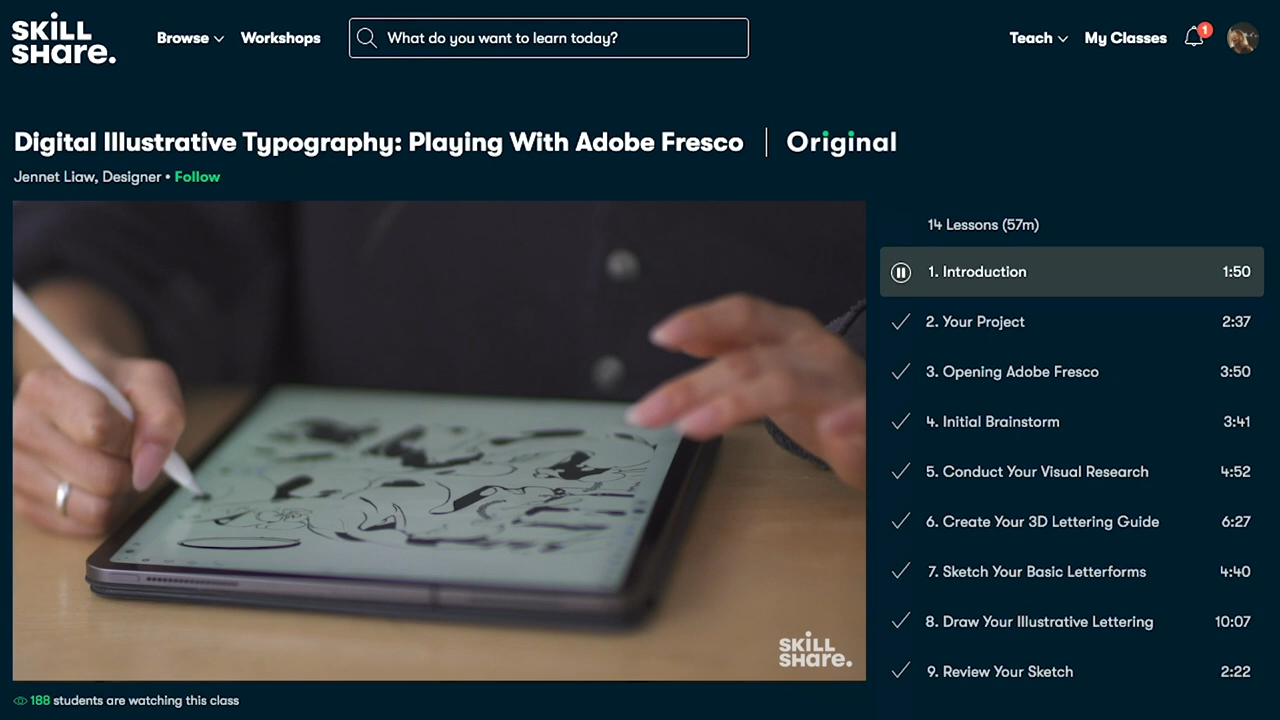 SKiLL
SHare.
Browse
Workshops
What do you want to learn today?
Teach
My Classes
1
Digital Illustrative Typography: Playing With Adobe Fresco | Original
Jennet Liaw, Designer • Follow
14 Lessons (57m)
1. Introduction 1:50
2. Your Project 2:37
3. Opening Adobe Fresco 3:50
4. Initial Brainstorm 3:41
5. Conduct Your Visual Research 4:52
6. Create Your 3D Lettering Guide 6:27
7. Sketch Your Basic Letterforms 4:40
8. Draw Your Illustrative Lettering 10:07
9. Review Your Sketch 2:22
SKiLL
SHare.
188 students are watching this class